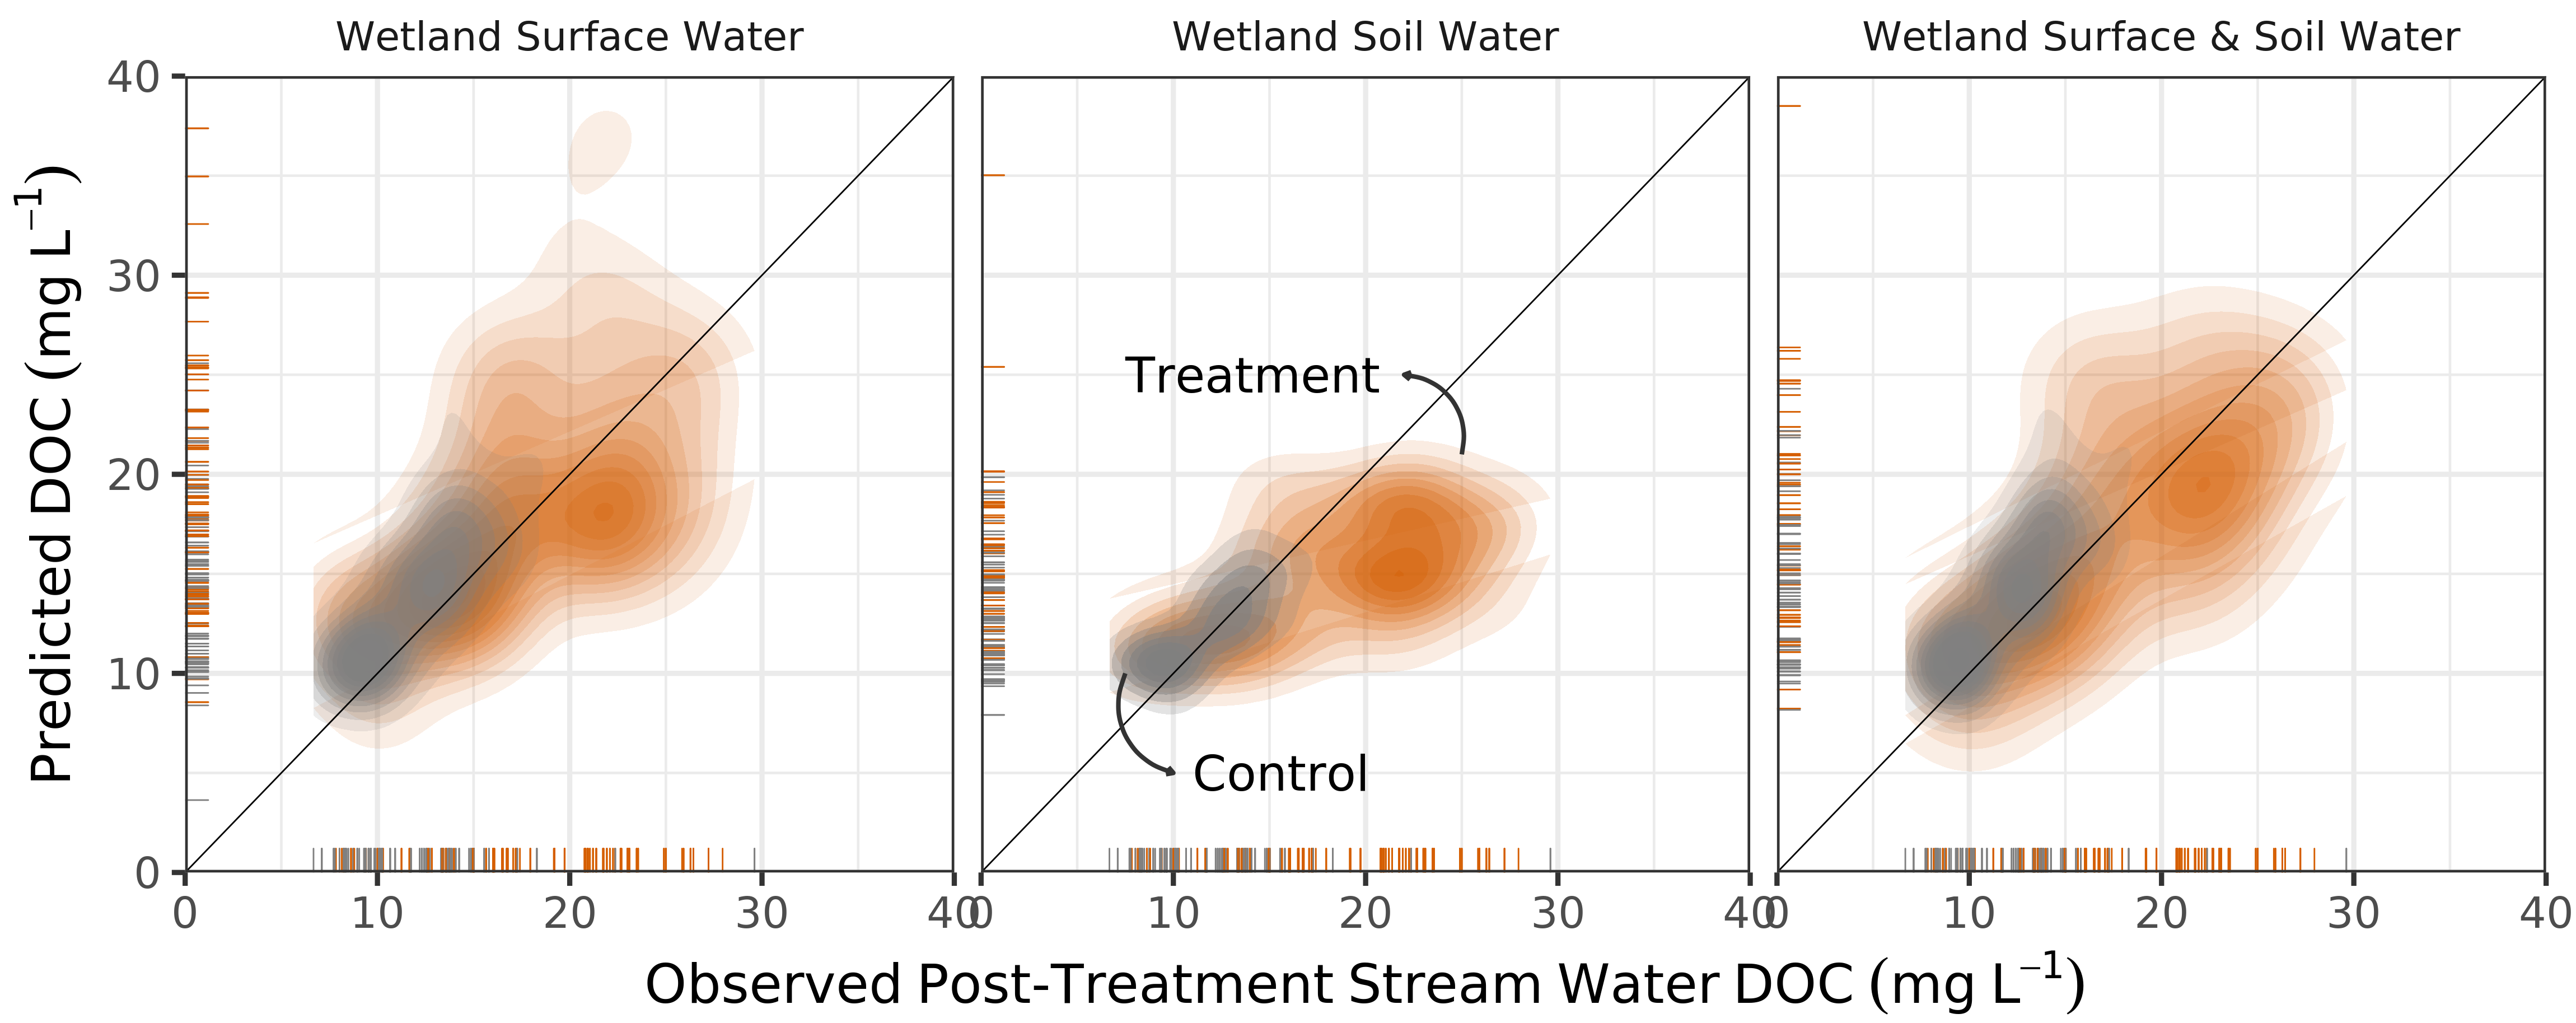 Wetland Surface Water
Wetland Soil Water
Wetland Surface & Soil Water
Predicted DOC (mg L⁻¹)
40
30
20
10
0
Treatment
Control
0 10 20 30 40
0 10 20 30 40
0 10 20 30 40
Observed Post-Treatment Stream Water DOC (mg L⁻¹)